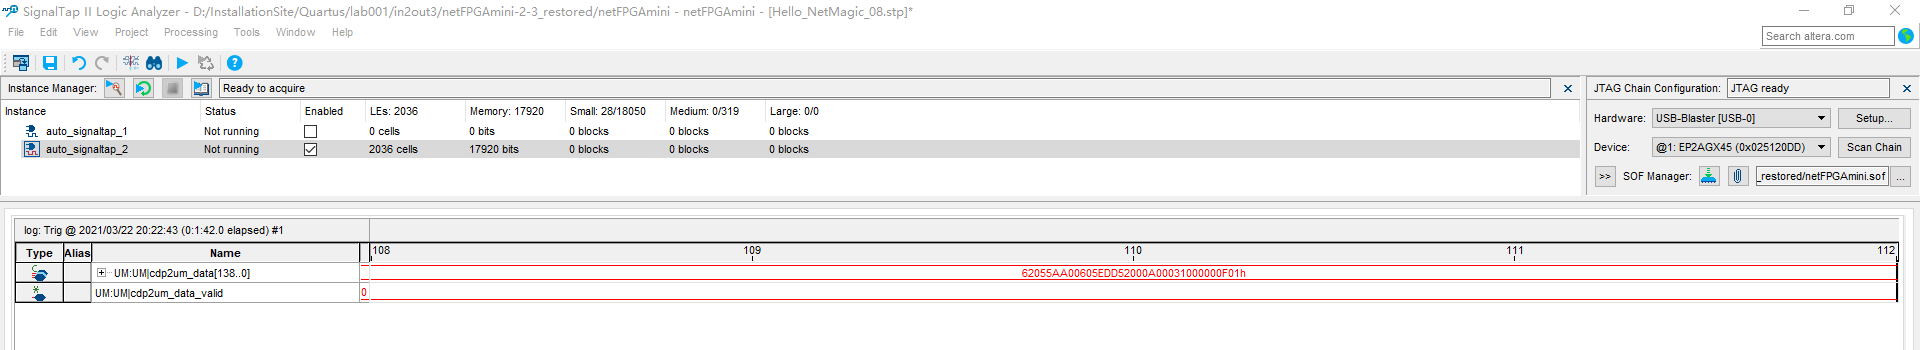 SignalTap II Logic Analyzer - D:/InstallationSite/Quartus/lab001/in2out3/netFPGAmini-2-3_restored/netFPGAmini - netFPGAmini - [Hello_NetMagic_08.stp]*
File Edit View Project Processing Tools Window Help
Search altera.com
Instance Manager: Ready to acquire
JTAG Chain Configuration: JTAG ready
Instance Status Enabled LEs: 2036 Memory: 17920 Small: 28/18050 Medium: 0/319 Large: 0/0
auto_signaltap_1 Not running 0 cells 0 bits 0 blocks 0 blocks 0 blocks
auto_signaltap_2 Not running 2036 cells 17920 bits 0 blocks 0 blocks 0 blocks
Hardware: USB-Blaster [USB-0] Setup...
Device: @1: EP2AGX45 (0x025120DD) Scan Chain
>> SOF Manager: _restored/netFPGAmini.sof ...
log: Trig @ 2021/03/22 20:22:43 (0:1:42.0 elapsed) #1
Type Alias Name 108 109 110 111 112
UM:UM|cdp2um_data[138..0] 62055AA00605EDD52000A00031000000F01h
UM:UM|cdp2um_data_valid 0